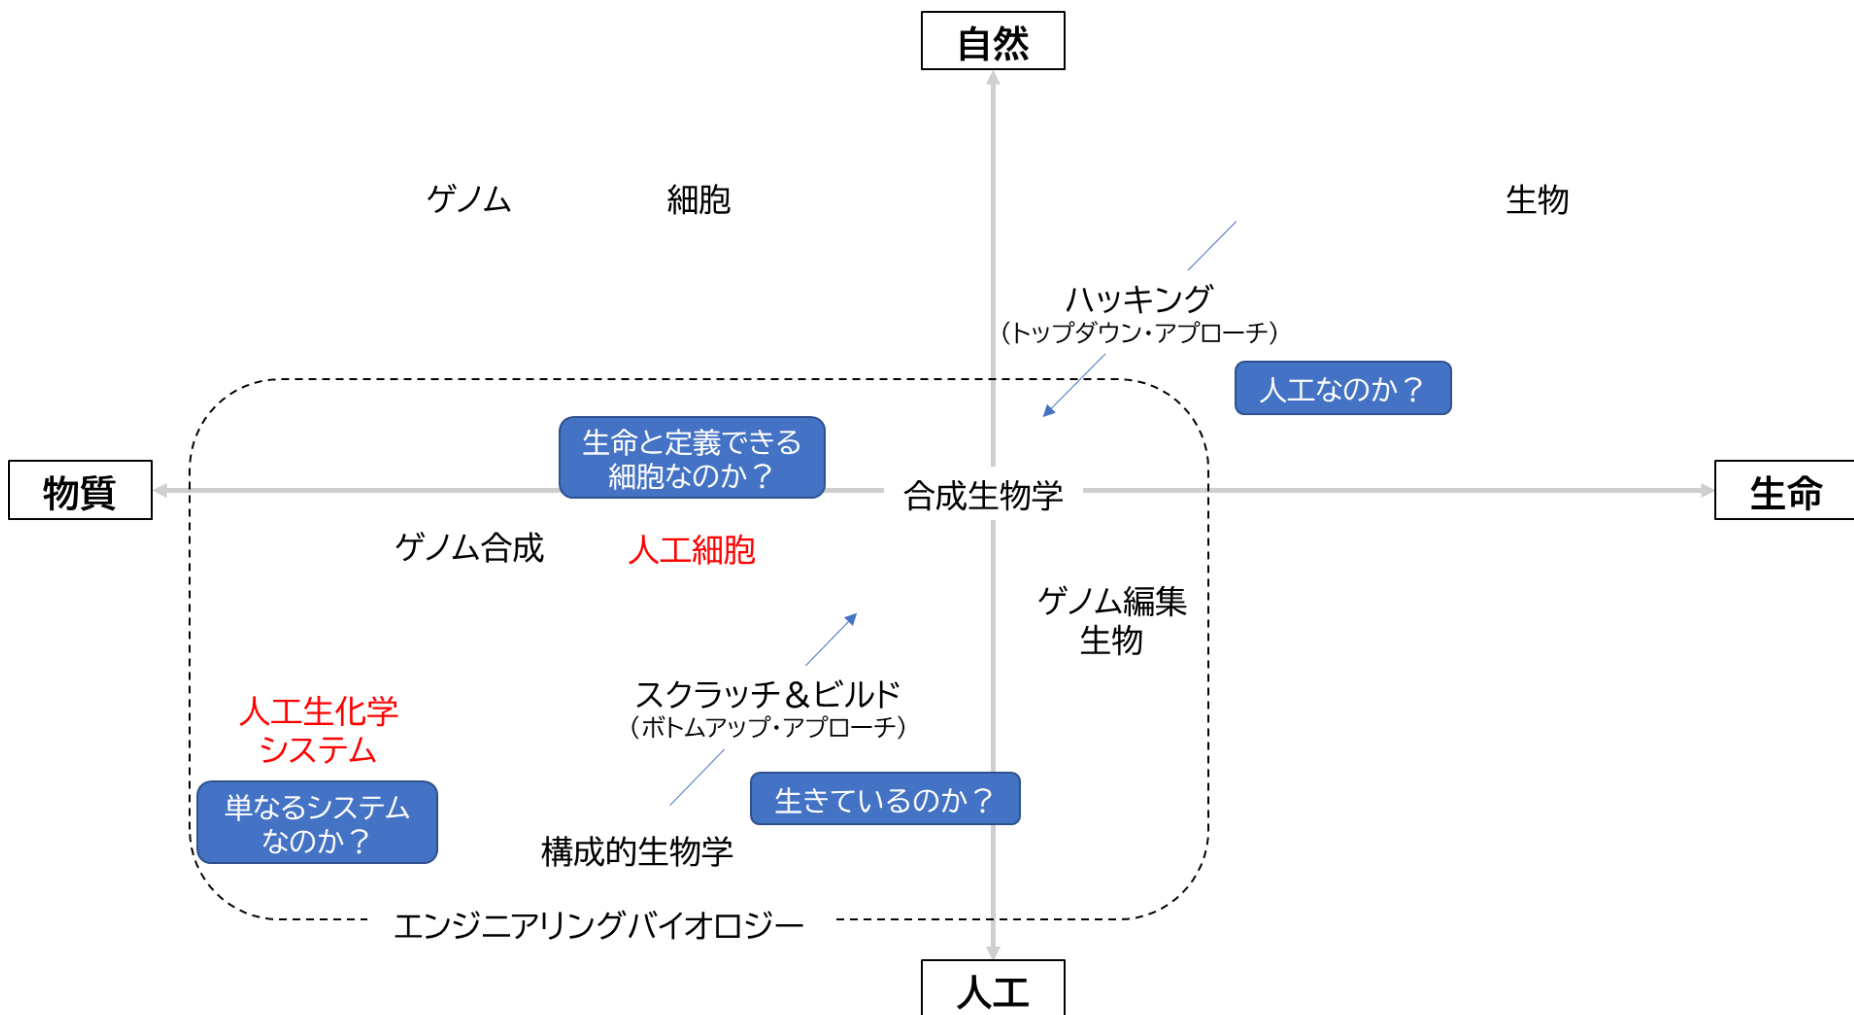 自然
ゲノム
細胞
生物
ハッキング
（トップダウン・アプローチ）
人工なのか？
生命と定義できる
細胞なのか？
物質
合成生物学
生命
ゲノム合成
人工細胞
ゲノム編集
生物
スクラッチ＆ビルド
（ボトムアップ・アプローチ）
人工生化学
システム
単なるシステム
なのか？
生きているのか？
構成的生物学
エンジニアリングバイオロジー
人工